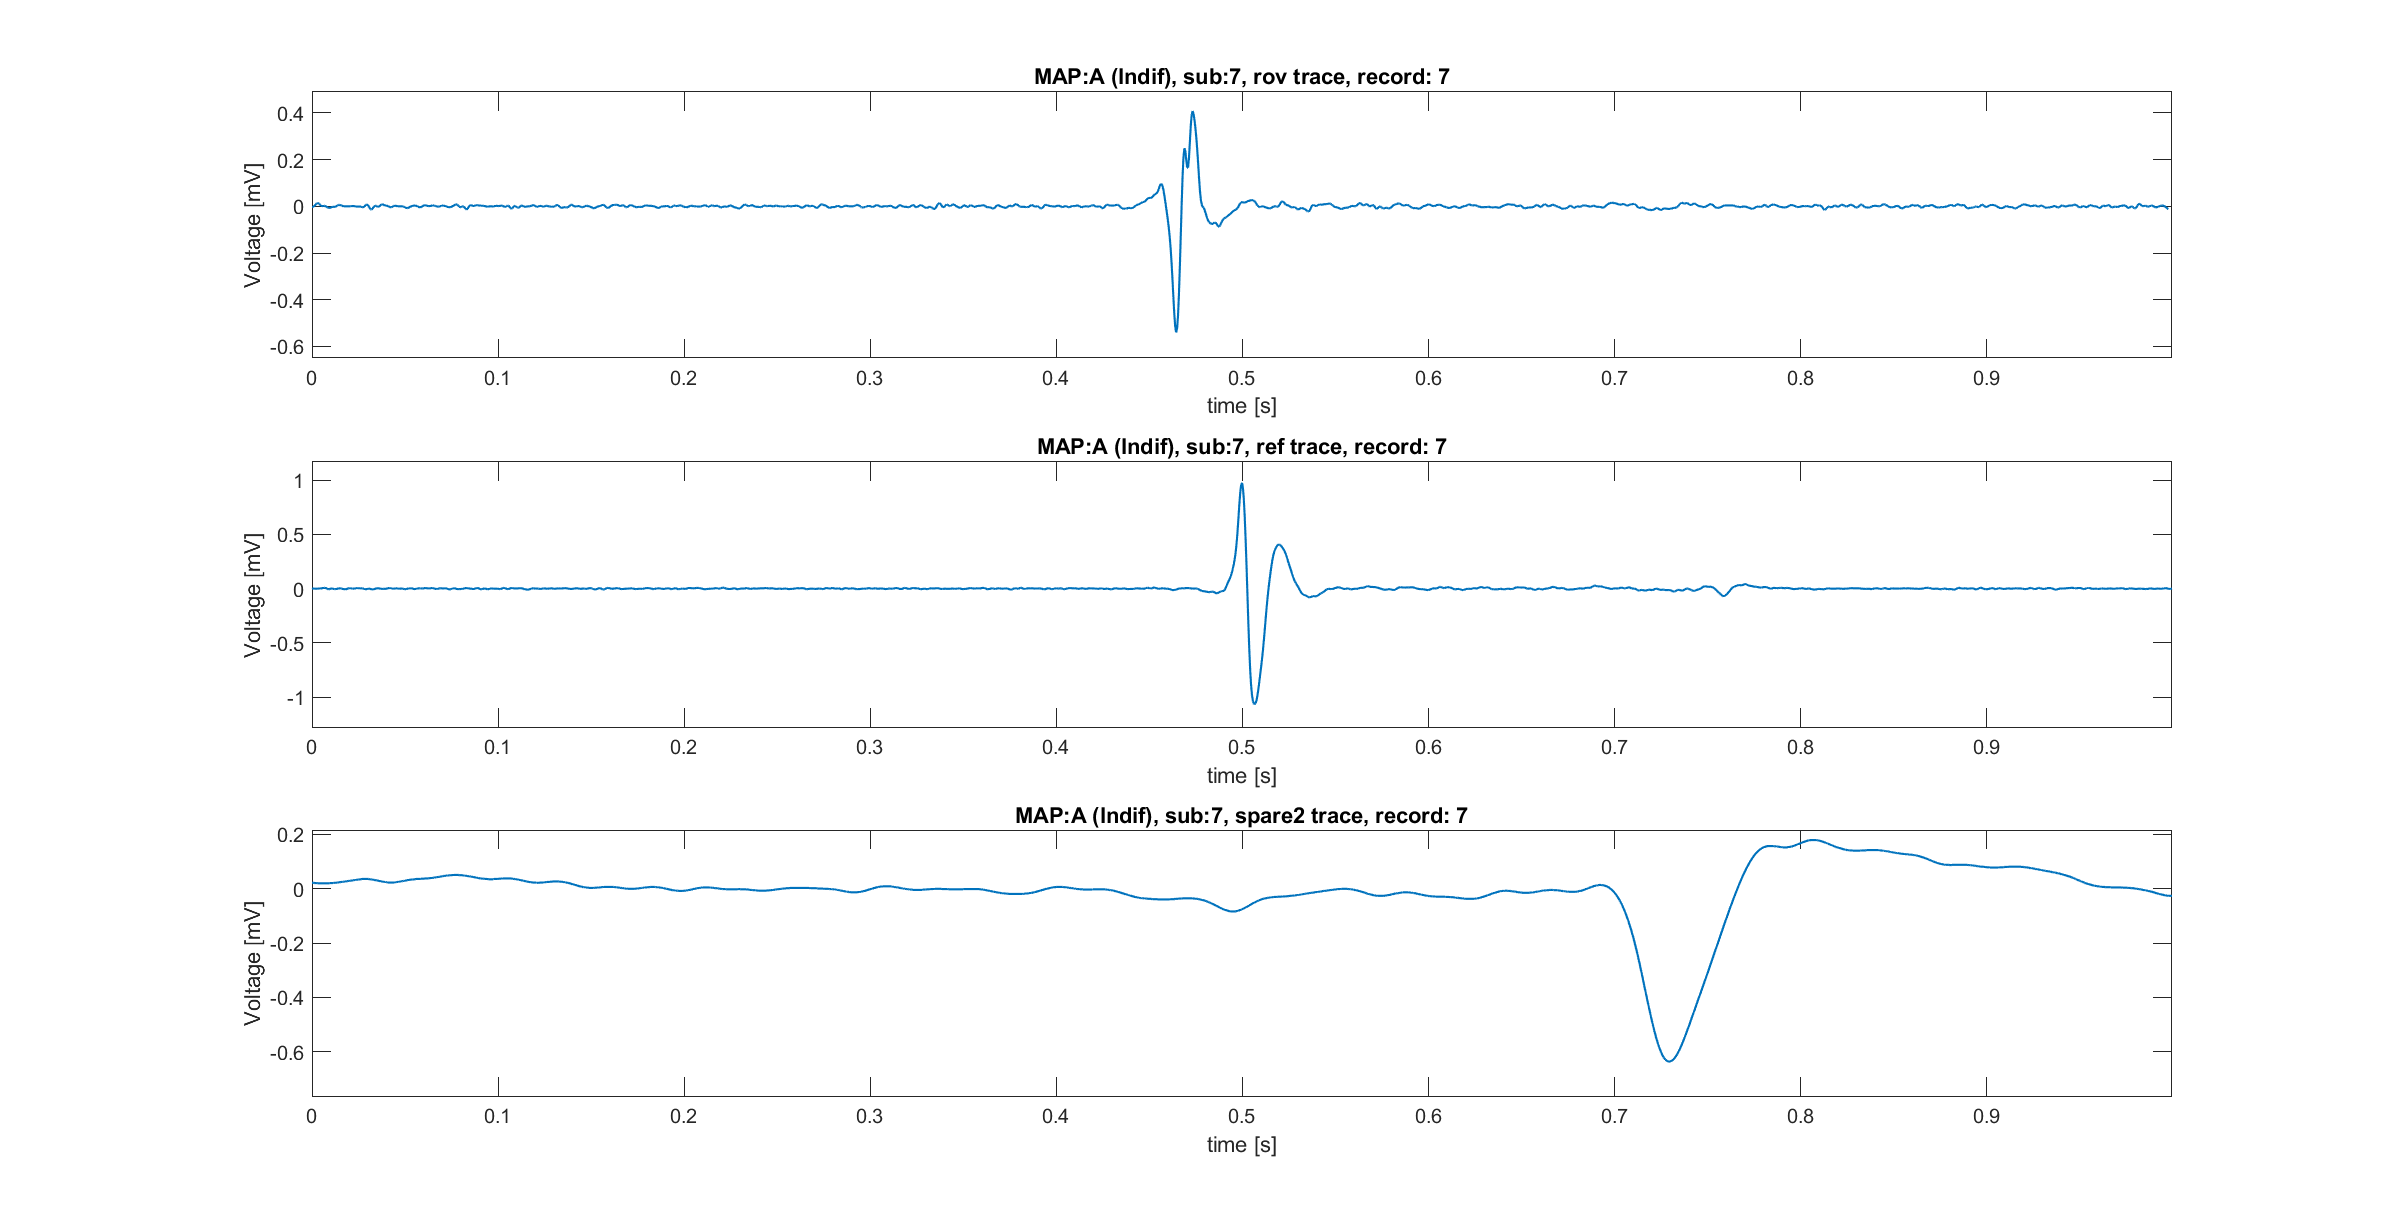 MAP:A (Indif), sub:7, rov trace, record: 7
Voltage [mV]
0.4
0.2
0
-0.2
-0.4
-0.6
0 0.1 0.2 0.3 0.4 0.5 0.6 0.7 0.8 0.9
time [s]
MAP:A (Indif), sub:7, ref trace, record: 7
Voltage [mV]
1
0.5
0
-0.5
-1
0 0.1 0.2 0.3 0.4 0.5 0.6 0.7 0.8 0.9
time [s]
MAP:A (Indif), sub:7, spare2 trace, record: 7
Voltage [mV]
0.2
0
-0.2
-0.4
-0.6
0 0.1 0.2 0.3 0.4 0.5 0.6 0.7 0.8 0.9
time [s]